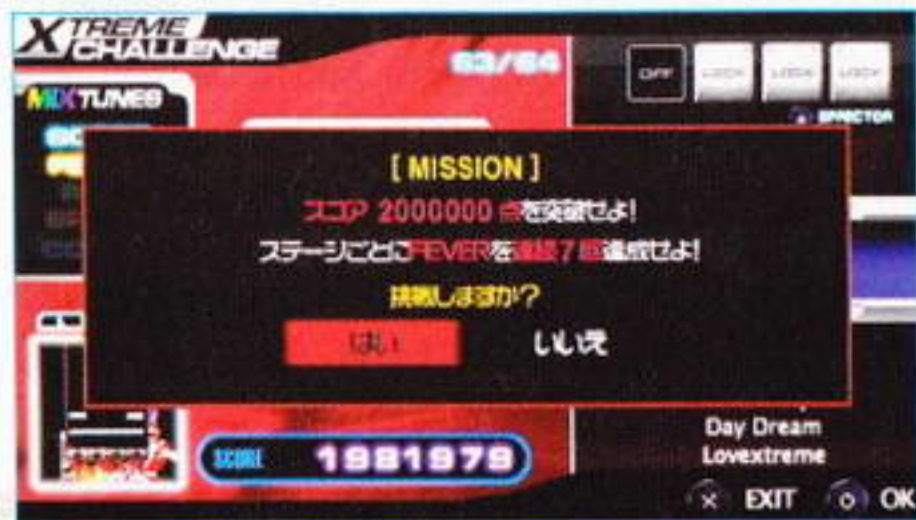 XTREME
CHALLENGE
63/64
OFF
LOCK
LOCK
LOCK
MIXTUNES
EFFECTOR
[ MISSION ]
スコア 2000000 点を突破せよ!
ステージごとにFEVERを連続7回達成せよ!
挑戦しますか?
はい
いいえ
SCORE
1981979
Day Dream
Lovextreme
× EXIT
○ OK